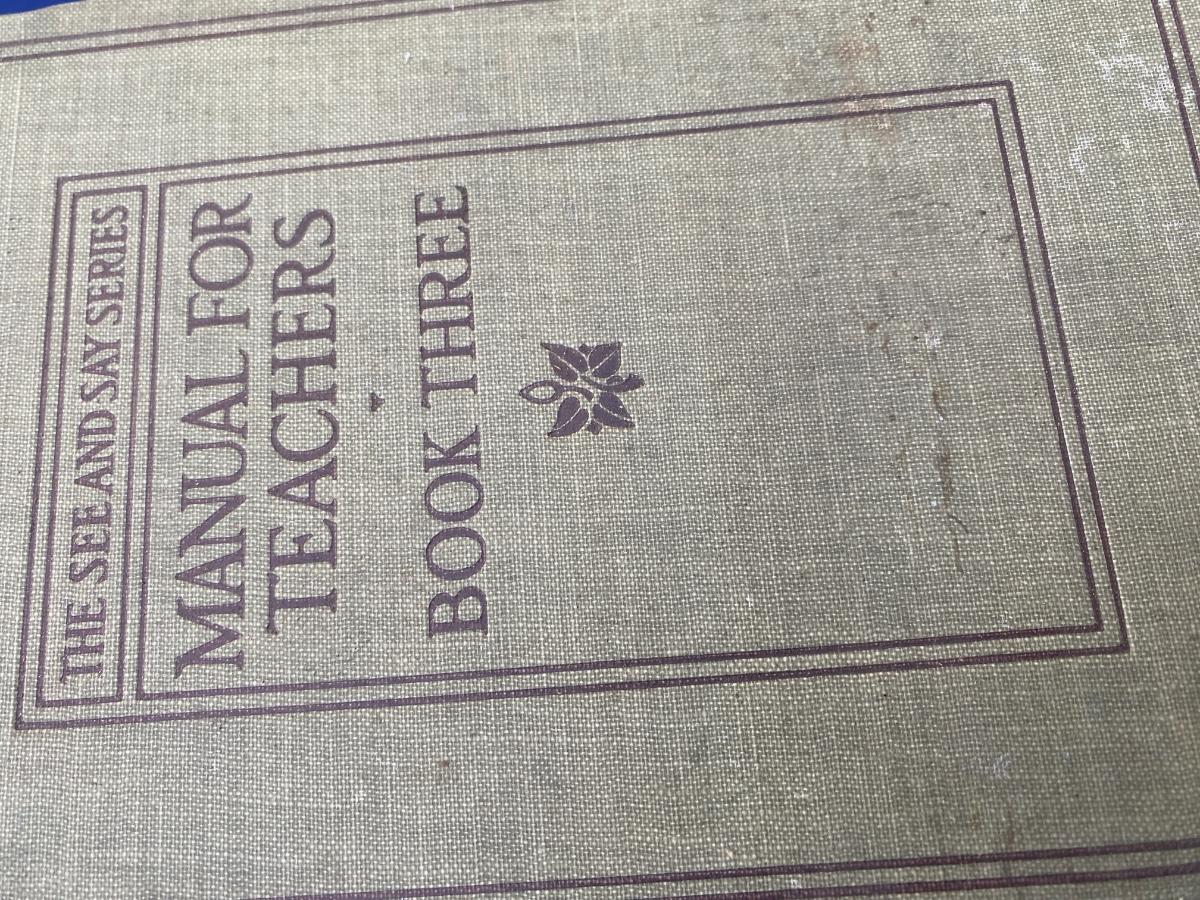 THE SEE AND SAY SERIES
MANUAL FOR
TEACHERS
BOOK THREE